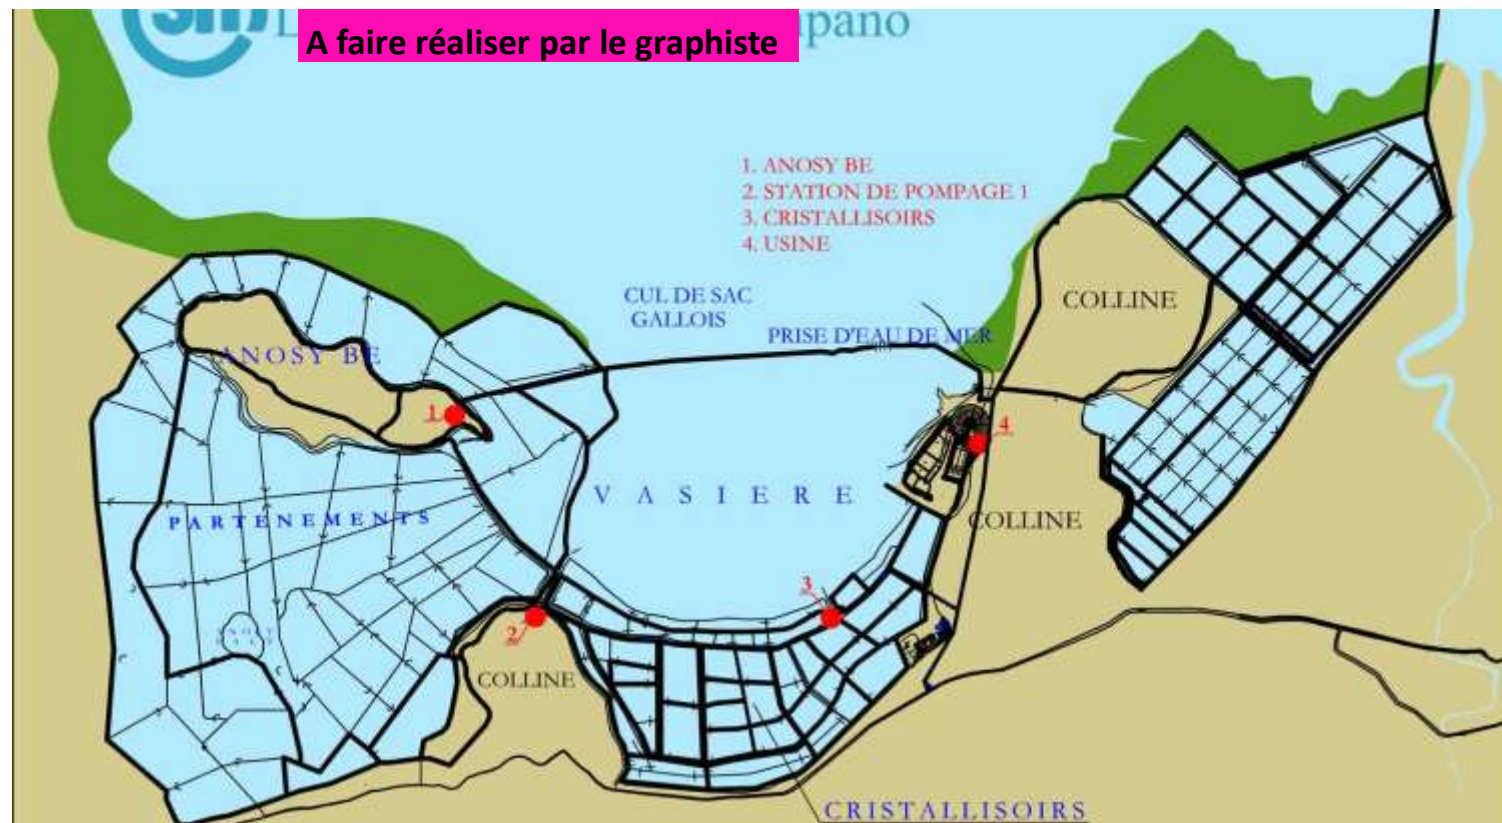 A faire réaliser par le graphiste
1. ANOSY BE
2. STATION DE POMPAGE 1
3. CRISTALLISOIRS
4. USINE
CUL DE SAC
GALLOIS
PRISE D'EAU DE MER
COLLINE
ANOSY BE
1
4
VASIERE
PARTENEMENTS
COLLINE
3
2
COLLINE
CRISTALLISOIRS